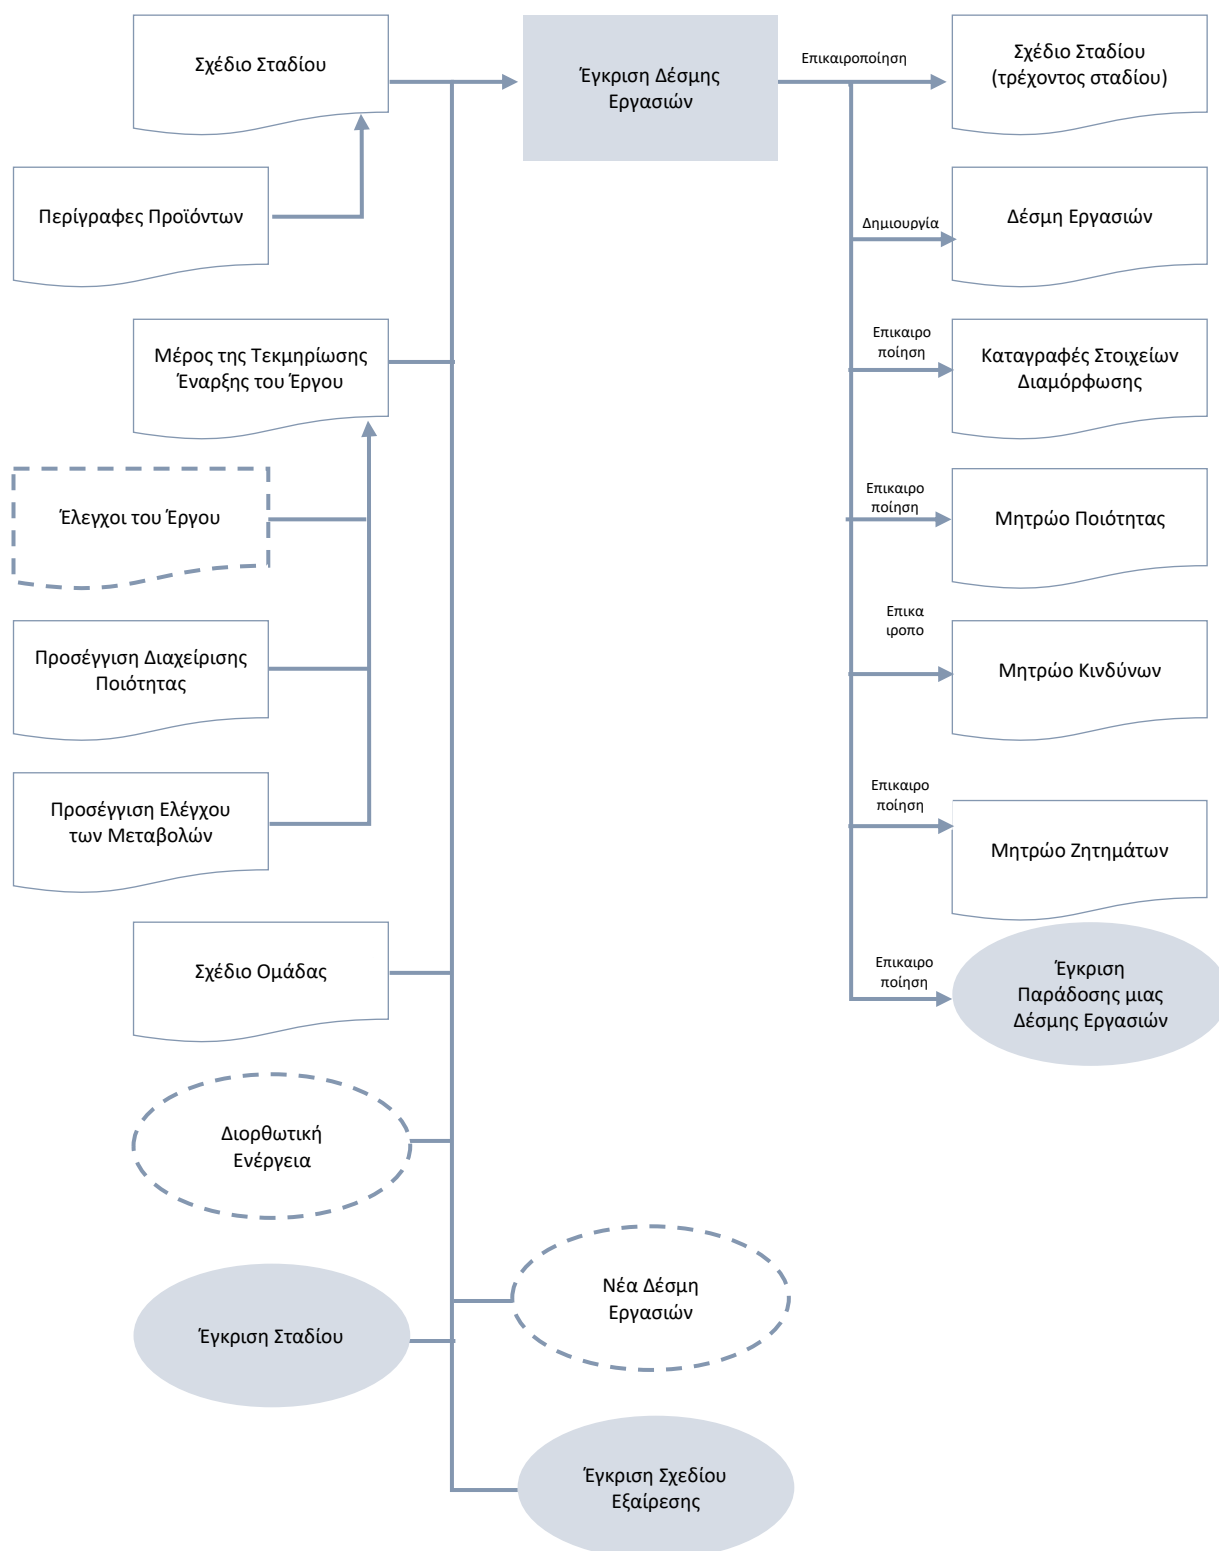 Σχέδιο Σταδίου
Έγκριση Δέσμης
Εργασιών
Επικαιροποίηση
Σχέδιο Σταδίου
(τρέχοντος σταδίου)
Περίγραφες Προϊόντων
Δημιουργία
Δέσμη Εργασιών
Μέρος της Τεκμηρίωσης
Έναρξης του Έργου
Επικαιρο
ποίηση
Καταγραφές Στοιχείων
Διαμόρφωσης
Έλεγχοι του Έργου
Επικαιρο
ποίηση
Μητρώο Ποιότητας
Προσέγγιση Διαχείρισης
Ποιότητας
Επικα
ιροπο
Μητρώο Κινδύνων
Προσέγγιση Ελέγχου
των Μεταβολών
Επικαιρο
ποίηση
Μητρώο Ζητημάτων
Σχέδιο Ομάδας
Επικαιρο
ποίηση
Έγκριση
Παράδοσης μιας
Δέσμης Εργασιών
Διορθωτική
Ενέργεια
Νέα Δέσμη
Εργασιών
Έγκριση Σταδίου
Έγκριση Σχεδίου
Εξαίρεσης